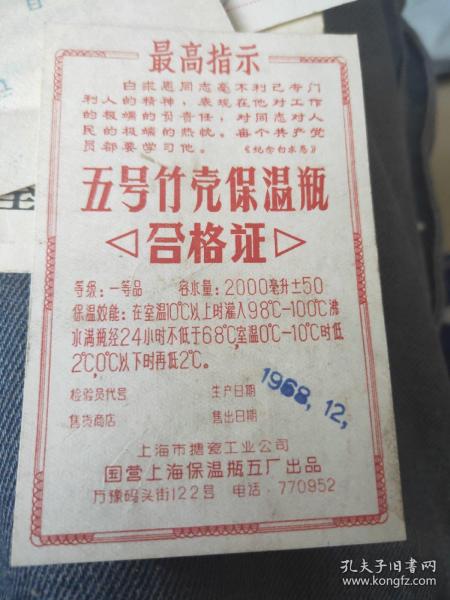 最高指示
白求恩同志毫不利己专门
利人的精神，表现在他对工作
的极端的负责任，对同志对人
民的极端的热忱。每个共产党
员都要学习他。《纪念白求恩》
五号竹壳保温瓶
合格证
等级：一等品 容水量：2000毫升±50
保温效能：在室温10℃以上时灌入98℃—100℃沸
水满瓶经24小时不低于68℃，室温0℃—10℃时低
2℃，0℃以下时再低2℃。
检验员代号 生产日期 1968,12,
售货商店 售出日期
上海市搪瓷工业公司
国营上海保温瓶五厂出品
万豫码头街122号 电话·770952
孔夫子旧书网
www.kongfz.com